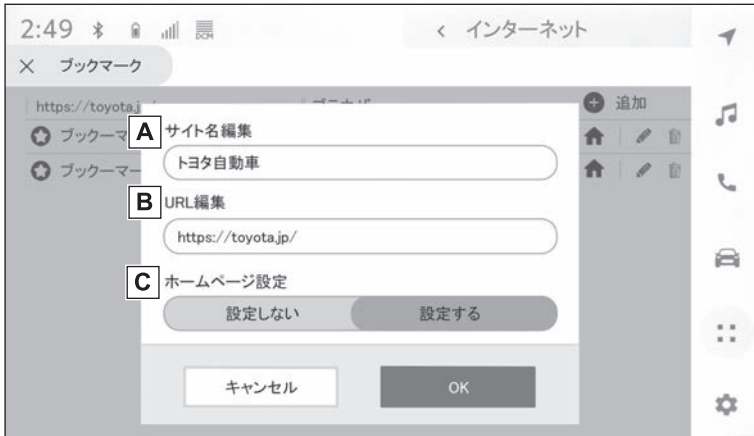 2:49 DCM < インターネット
× ブックマーク
https://toyota.j
追加
A サイト名編集
トヨタ自動車
B URL編集
https://toyota.jp/
C ホームページ設定
設定しない 設定する
キャンセル OK
ブックーマ
ブックーマー